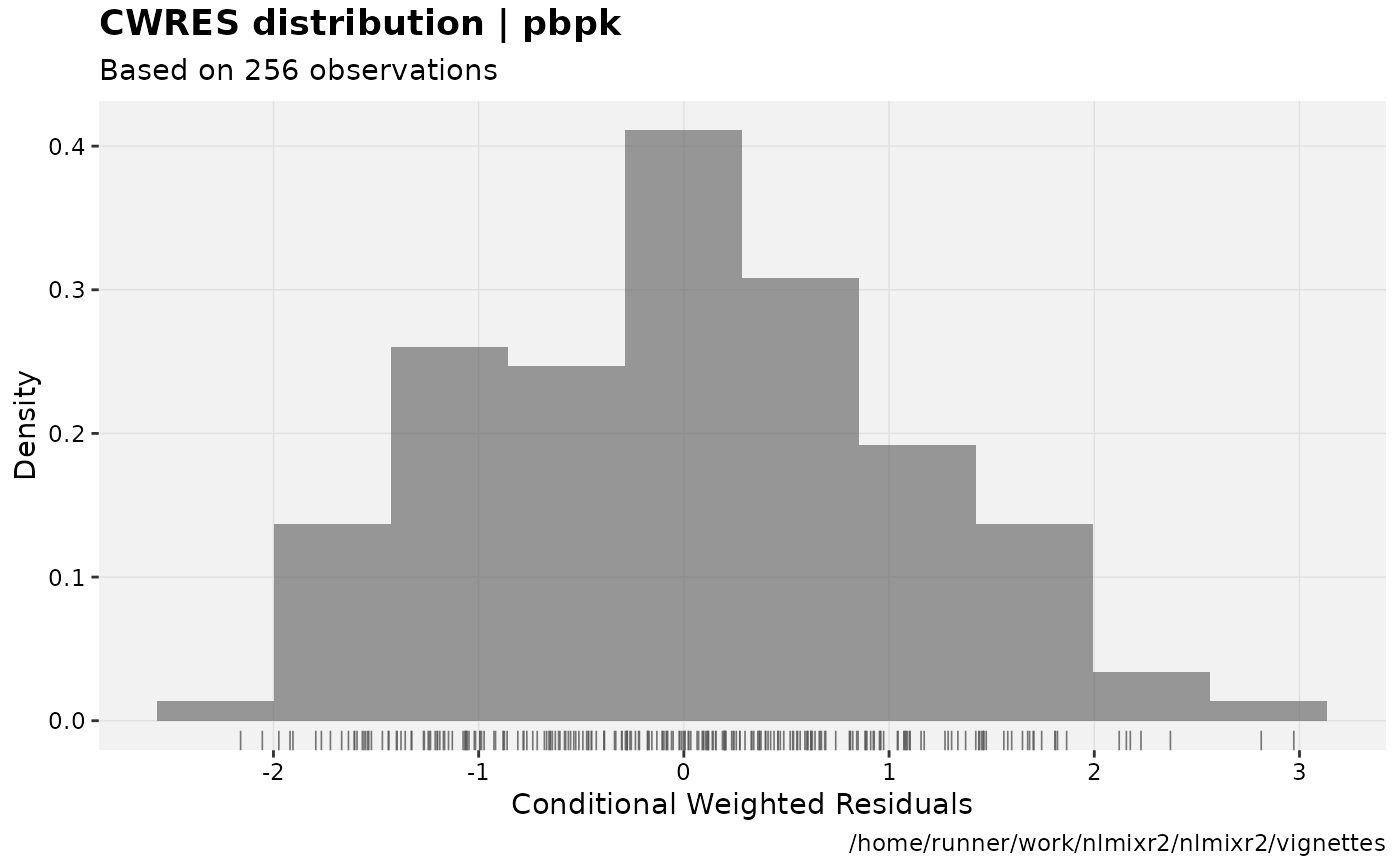 CWRES distribution | pbpk
Based on 256 observations
0.4
0.3
0.2
0.1
0.0
Density
-2 -1 0 1 2 3
Conditional Weighted Residuals
/home/runner/work/nlmixr2/nlmixr2/vignettes